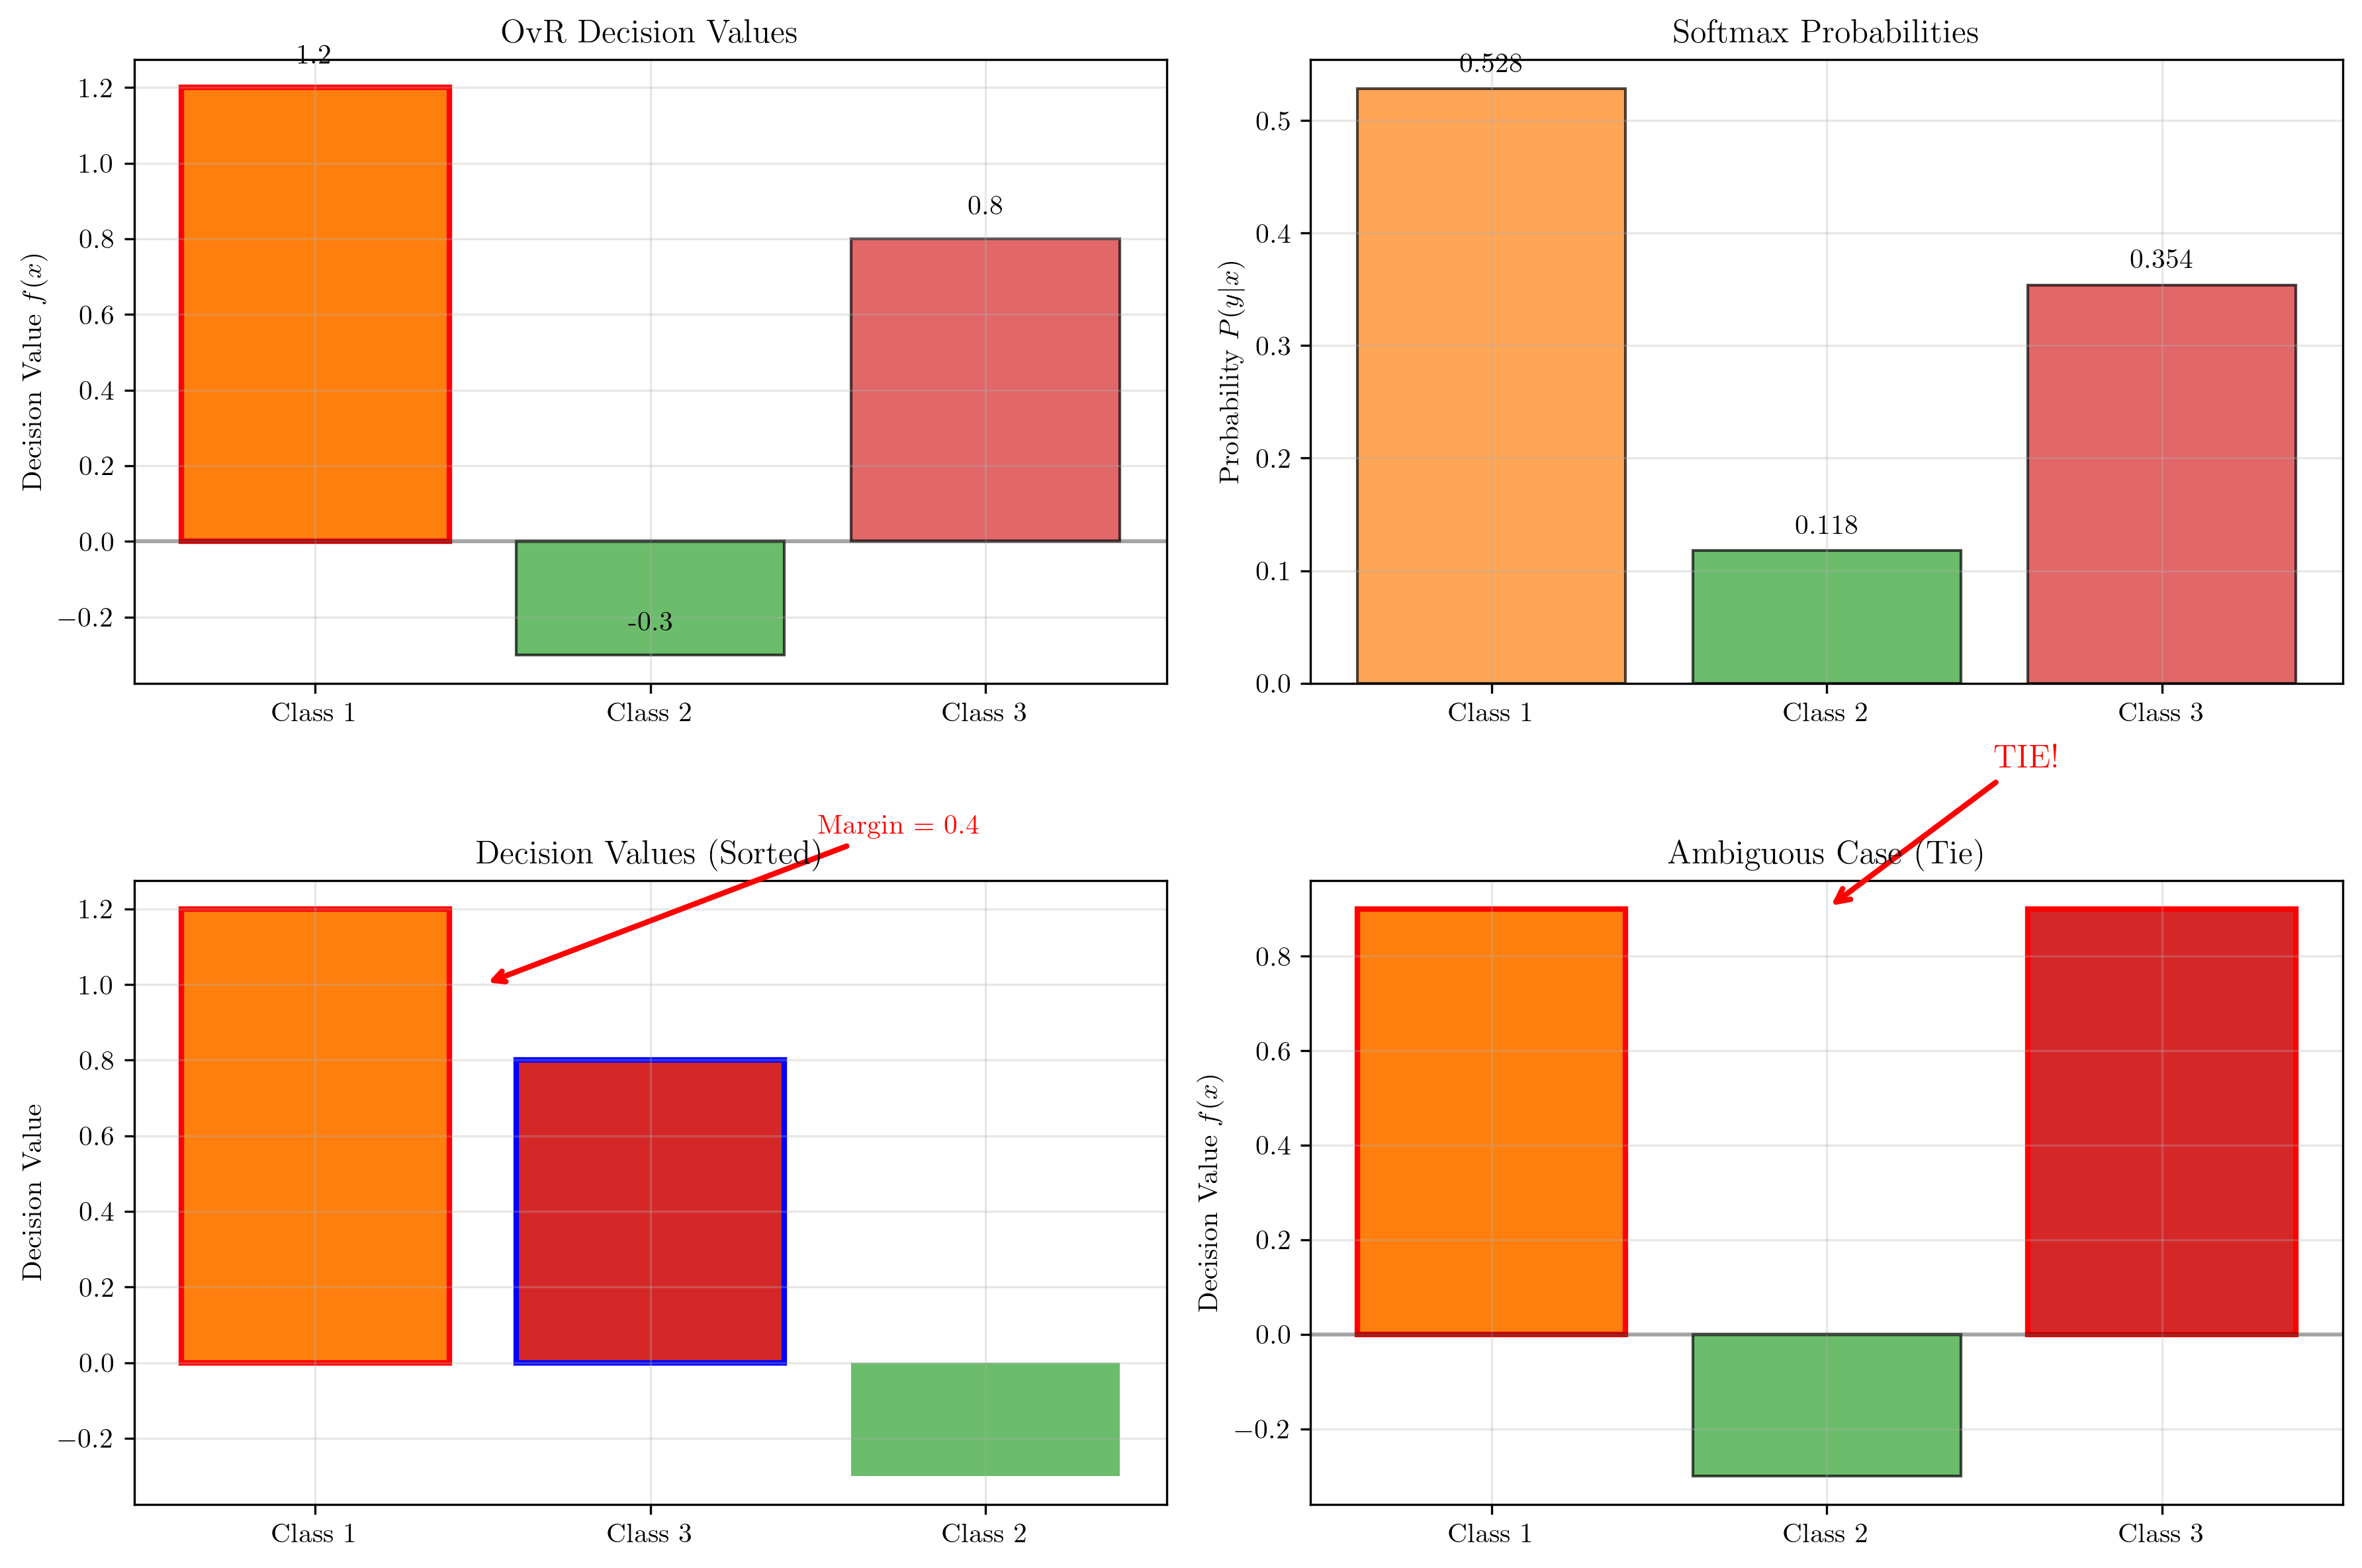 OvR Decision Values
1.2
1.2
1.0
0.8
0.8
0.6
0.4
0.2
0.0
−0.2
-0.3
Decision Value f(x)
Class 1 Class 2 Class 3
Softmax Probabilities
0.528
0.5
0.4
0.354
0.3
0.2
0.118
0.1
0.0
Probability P(y|x)
Class 1 Class 2 Class 3
Margin = 0.4
Decision Values (Sorted)
1.2
1.0
0.8
0.6
0.4
0.2
0.0
−0.2
Decision Value
Class 1 Class 3 Class 2
TIE!
Ambiguous Case (Tie)
0.8
0.6
0.4
0.2
0.0
−0.2
Decision Value f(x)
Class 1 Class 2 Class 3